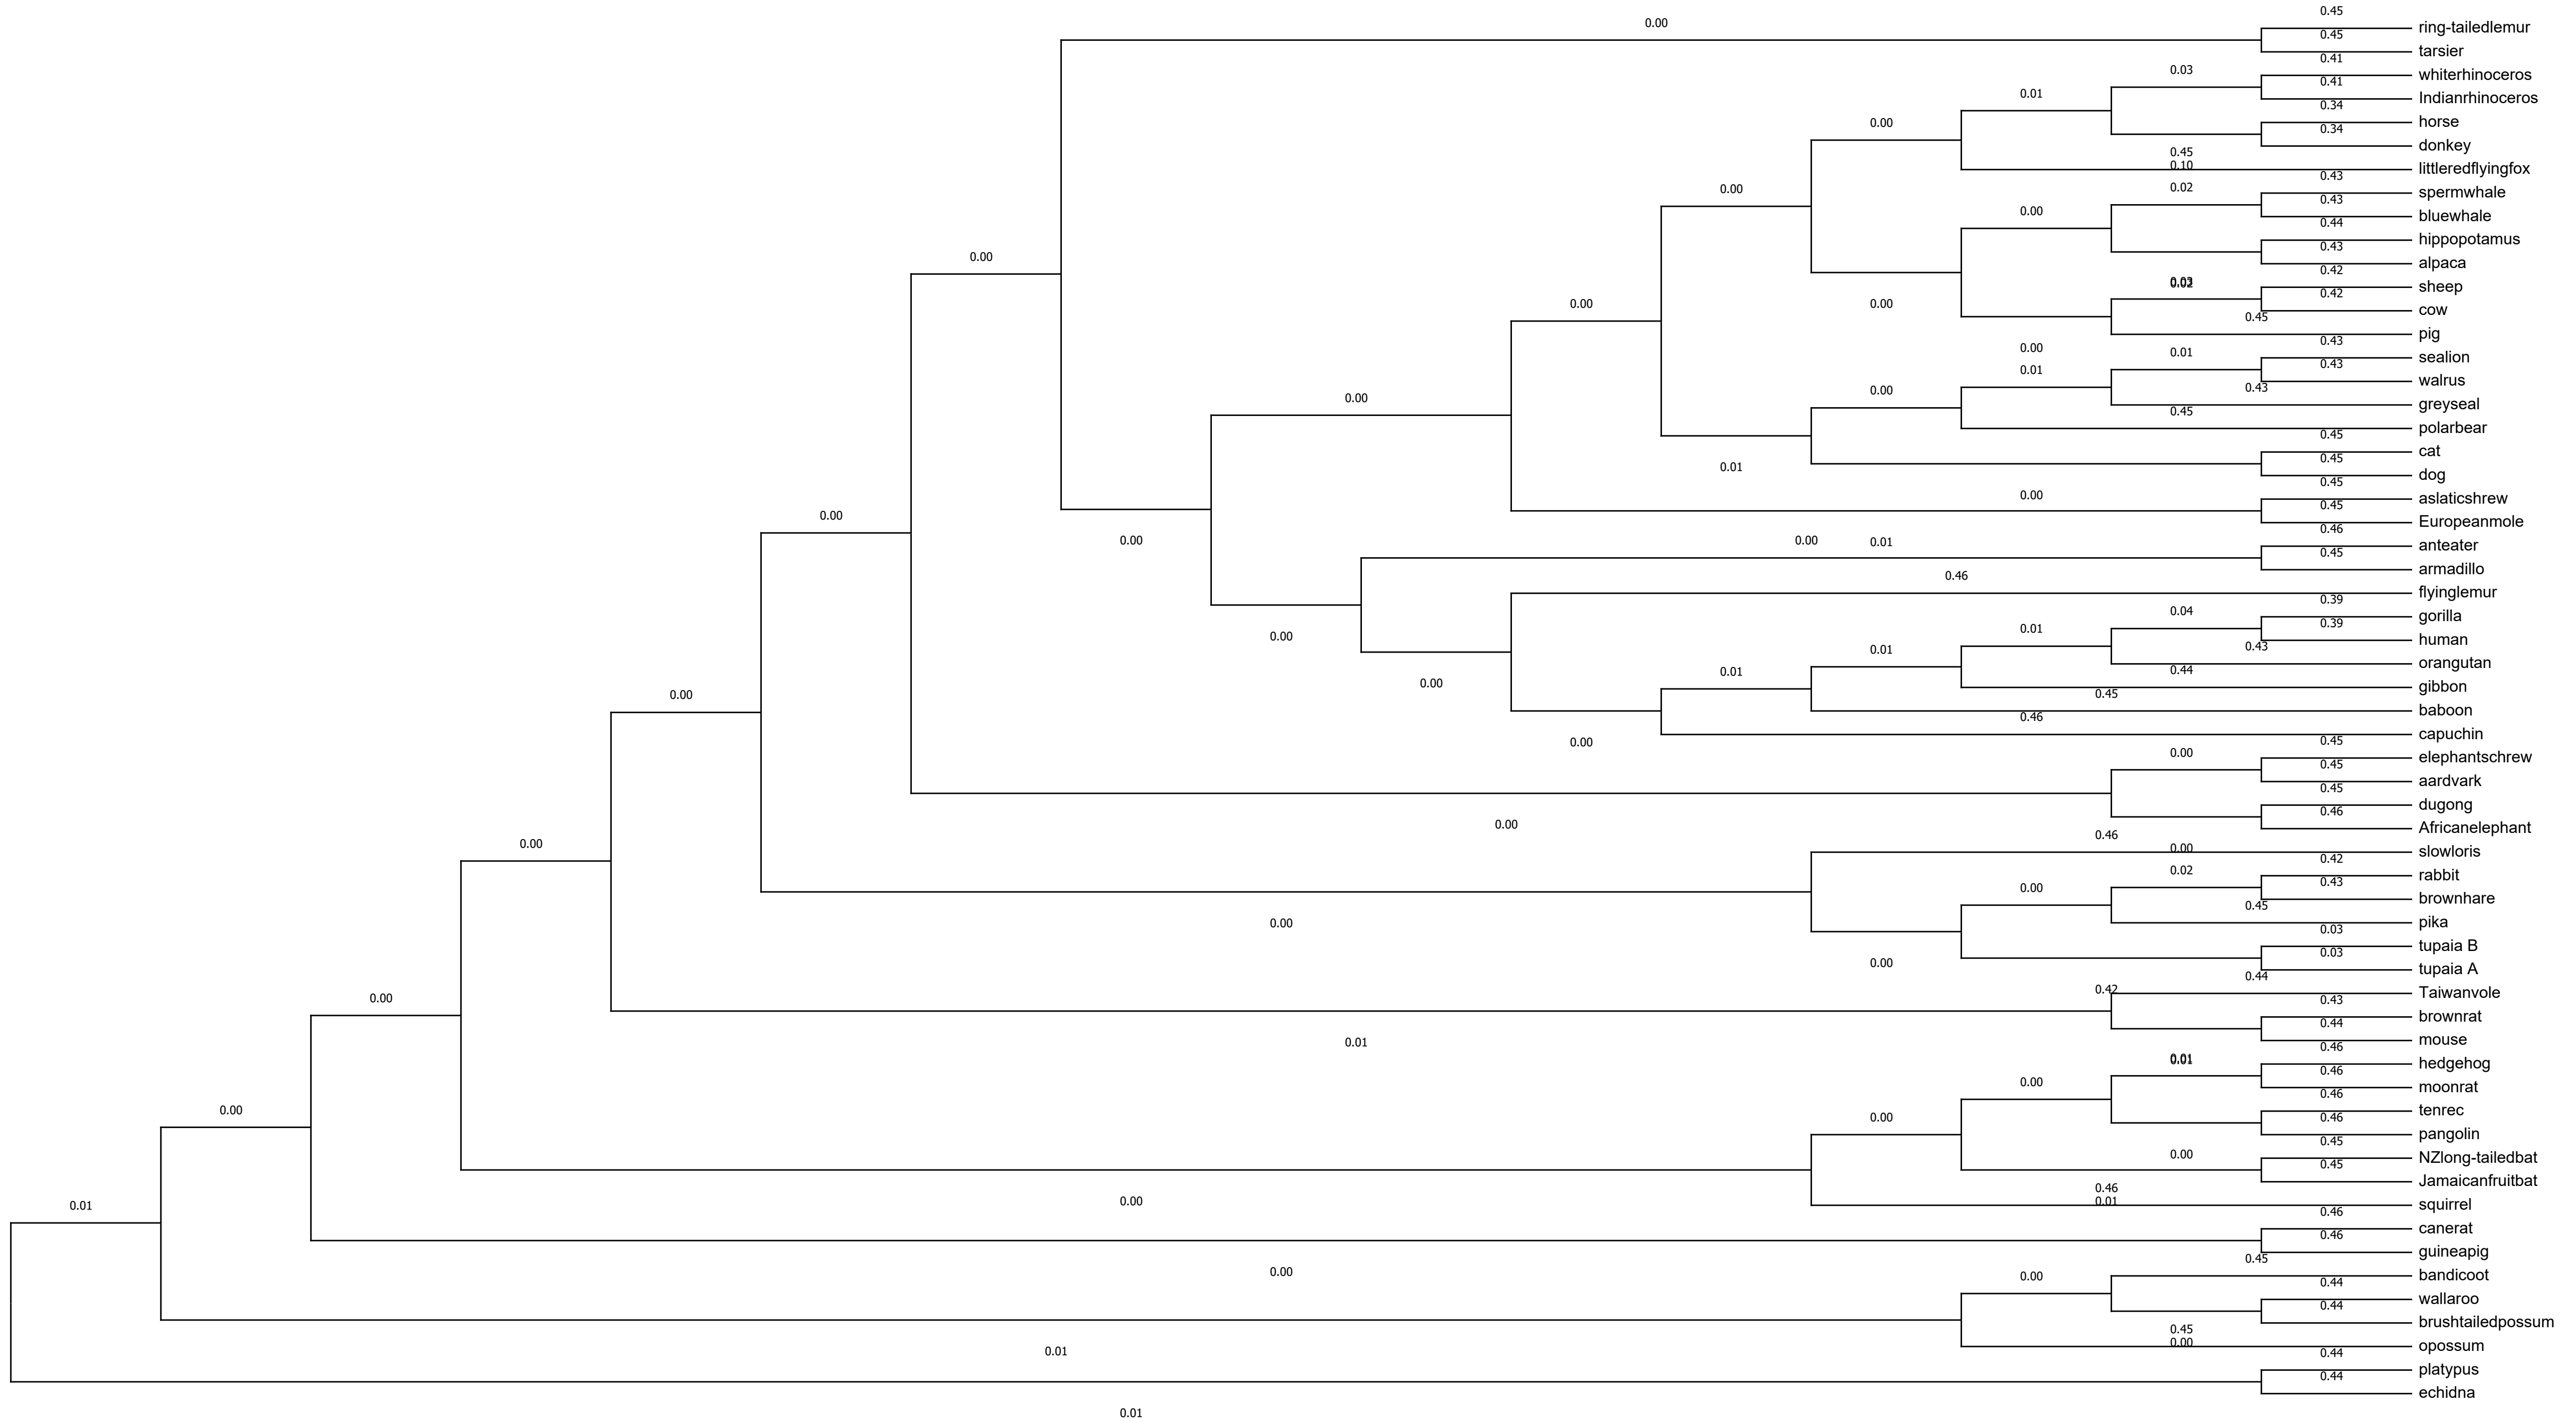 0.45
0.00
ring-tailedlemur
0.45
tarsier
0.41
0.03
whiterhinoceros
0.41
0.01
Indianrhinoceros
0.34
0.00
horse
0.34
donkey
0.45
0.10
littleredflyingfox
0.43
0.02
0.00
spermwhale
0.43
0.00
bluewhale
0.44
hippopotamus
0.43
0.00
alpaca
0.42
sheep
0.42
0.00
0.00
cow
0.45
pig
0.43
0.00
0.01
sealion
0.43
0.01
walrus
0.43
0.00
0.00
greyseal
0.45
polarbear
0.45
cat
0.45
0.01
dog
0.45
0.00
aslaticshrew
0.45
0.00
Europeanmole
0.46
0.00
0.00
0.01
anteater
0.45
armadillo
0.46
flyinglemur
0.39
0.04
gorilla
0.39
0.01
0.00
human
0.43
0.01
orangutan
0.44
0.01
0.00
gibbon
0.45
0.00
baboon
0.46
capuchin
0.45
0.00
0.00
elephantschrew
0.45
aardvark
0.45
dugong
0.46
0.00
Africanelephant
0.46
0.00
0.00
slowloris
0.42
0.02
rabbit
0.43
0.00
brownhare
0.45
0.00
pika
0.03
tupaia B
0.03
0.00
tupaia A
0.44
0.42
0.00
Taiwanvole
0.43
brownrat
0.44
0.01
mouse
0.46
hedgehog
0.46
0.00
moonrat
0.46
0.00
0.00
tenrec
0.46
pangolin
0.45
0.00
NZlong-tailedbat
0.45
Jamaicanfruitbat
0.46
0.01
0.00
0.01
squirrel
0.46
canerat
0.46
guineapig
0.45
0.00
0.00
bandicoot
0.44
wallaroo
0.44
brushtailedpossum
0.45
0.00
0.01
opossum
0.44
platypus
0.44
echidna
0.01